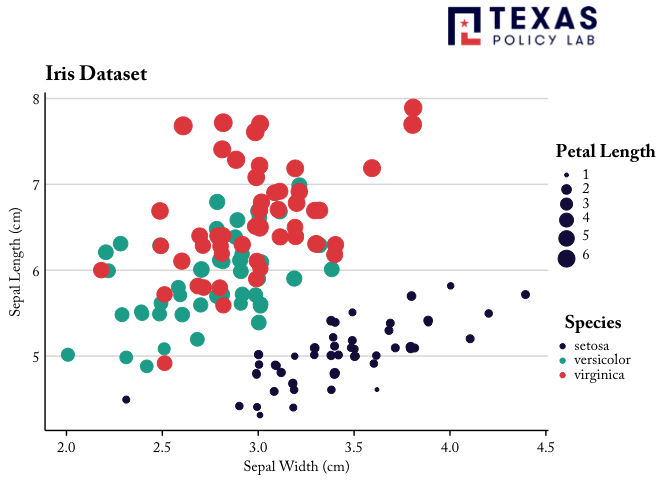 TEXAS
POLICY LAB
Iris Dataset
8
7
6
5
Sepal Length (cm)
2.0 2.5 3.0 3.5 4.0 4.5
Sepal Width (cm)
Petal Length
1
2
3
4
5
6
Species
setosa
versicolor
virginica